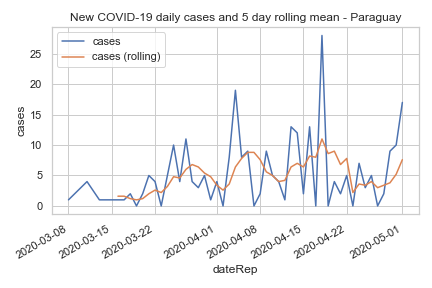 New COVID-19 daily cases and 5 day rolling mean - Paraguay
cases
cases (rolling)
25
20
15
10
5
0
cases
2020-03-08
2020-03-15
2020-03-22
2020-04-01
2020-04-08
2020-04-15
2020-04-22
2020-05-01
dateRep